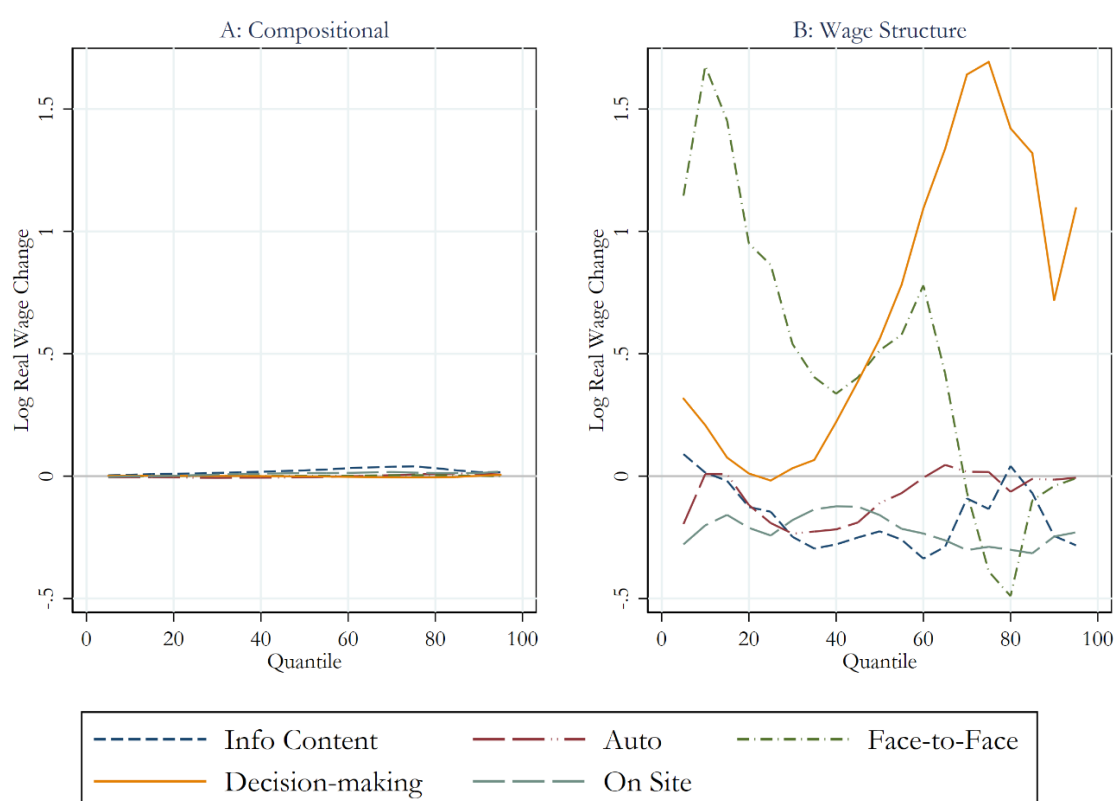 A: Compositional
B: Wage Structure
Log Real Wage Change
-.5 0 .5 1 1.5
0 20 40 60 80 100
Quantile
Log Real Wage Change
-.5 0 .5 1 1.5
0 20 40 60 80 100
Quantile
Info Content Auto Face-to-Face
Decision-making On Site